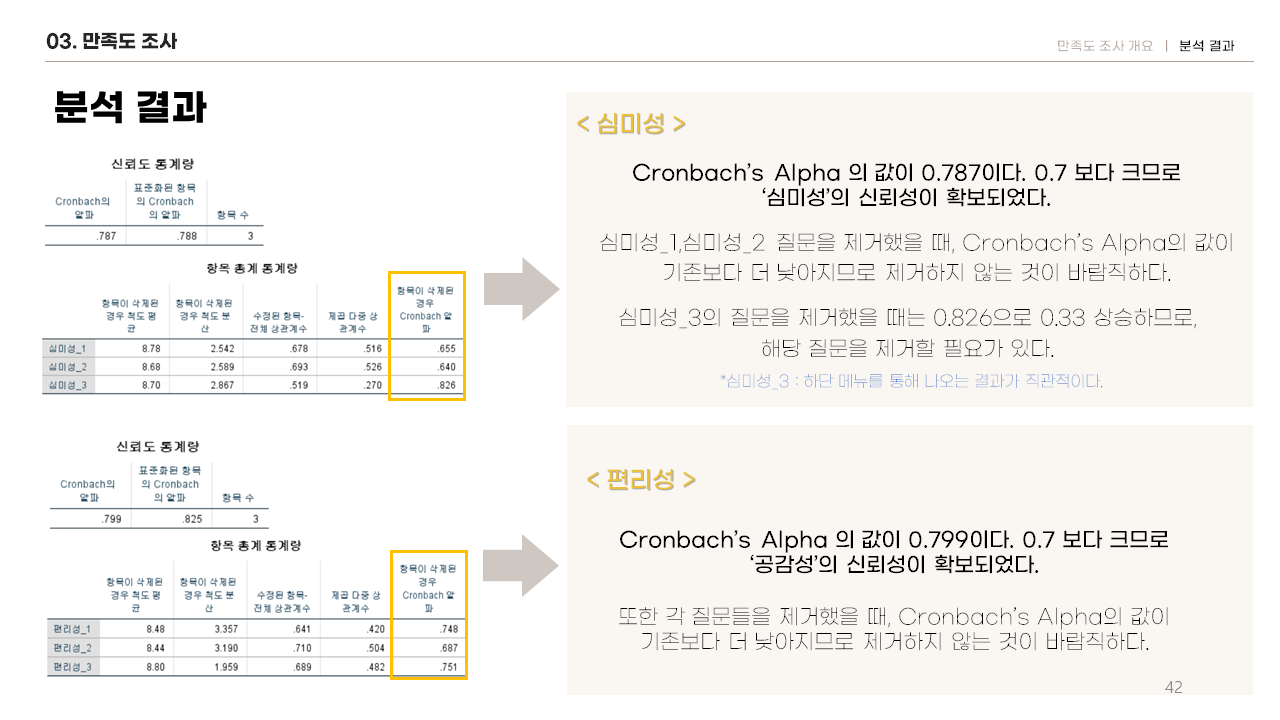 03. 만족도 조사
만족도 조사 개요 | 분석 결과
분석 결과
신뢰도 통계량
Cronbach의 알파 표준화된 항목의 Cronbach의 알파 항목 수
.787 .788 3
항목 총계 통계량
항목이 삭제된 경우 척도 평균 항목이 삭제된 경우 척도 분산 수정된 항목-전체 상관계수 제곱 다중 상관계수 항목이 삭제된 경우 Cronbach 알파
심미성_1 8.78 2.542 .678 .516 .655
심미성_2 8.68 2.589 .693 .526 .640
심미성_3 8.70 2.867 .519 .270 .826
< 심미성 >
Cronbach's Alpha 의 값이 0.787이다. 0.7 보다 크므로
‘심미성’의 신뢰성이 확보되었다.
심미성_1,심미성_2 질문을 제거했을 때, Cronbach's Alpha의 값이
기존보다 더 낮아지므로 제거하지 않는 것이 바람직하다.
심미성_3의 질문을 제거했을 때는 0.826으로 0.33 상승하므로,
해당 질문을 제거할 필요가 있다.
*심미성_3 : 하단 메뉴를 통해 나오는 결과가 직관적이다.
신뢰도 통계량
Cronbach의 알파 표준화된 항목의 Cronbach의 알파 항목 수
.799 .825 3
항목 총계 통계량
항목이 삭제된 경우 척도 평균 항목이 삭제된 경우 척도 분산 수정된 항목-전체 상관계수 제곱 다중 상관계수 항목이 삭제된 경우 Cronbach 알파
편리성_1 8.48 3.357 .641 .420 .748
편리성_2 8.44 3.190 .710 .504 .687
편리성_3 8.80 1.959 .689 .482 .751
< 편리성 >
Cronbach's Alpha 의 값이 0.799이다. 0.7 보다 크므로
‘공감성’의 신뢰성이 확보되었다.
또한 각 질문들을 제거했을 때, Cronbach's Alpha의 값이
기존보다 더 낮아지므로 제거하지 않는 것이 바람직하다.
42